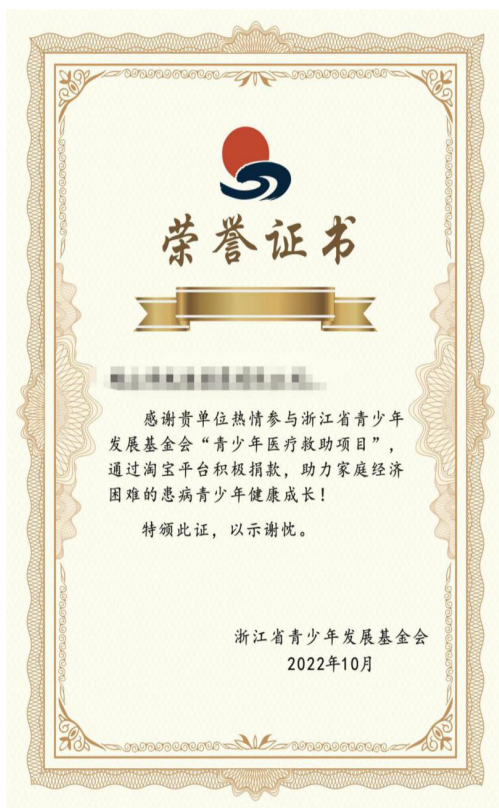 荣誉证书
感谢贵单位热情参与浙江省青少年
发展基金会“青少年医疗救助项目”，
通过淘宝平台积极捐款，助力家庭经济
困难的患病青少年健康成长！
特颁此证，以示谢忱。
浙江省青少年发展基金会
2022年10月